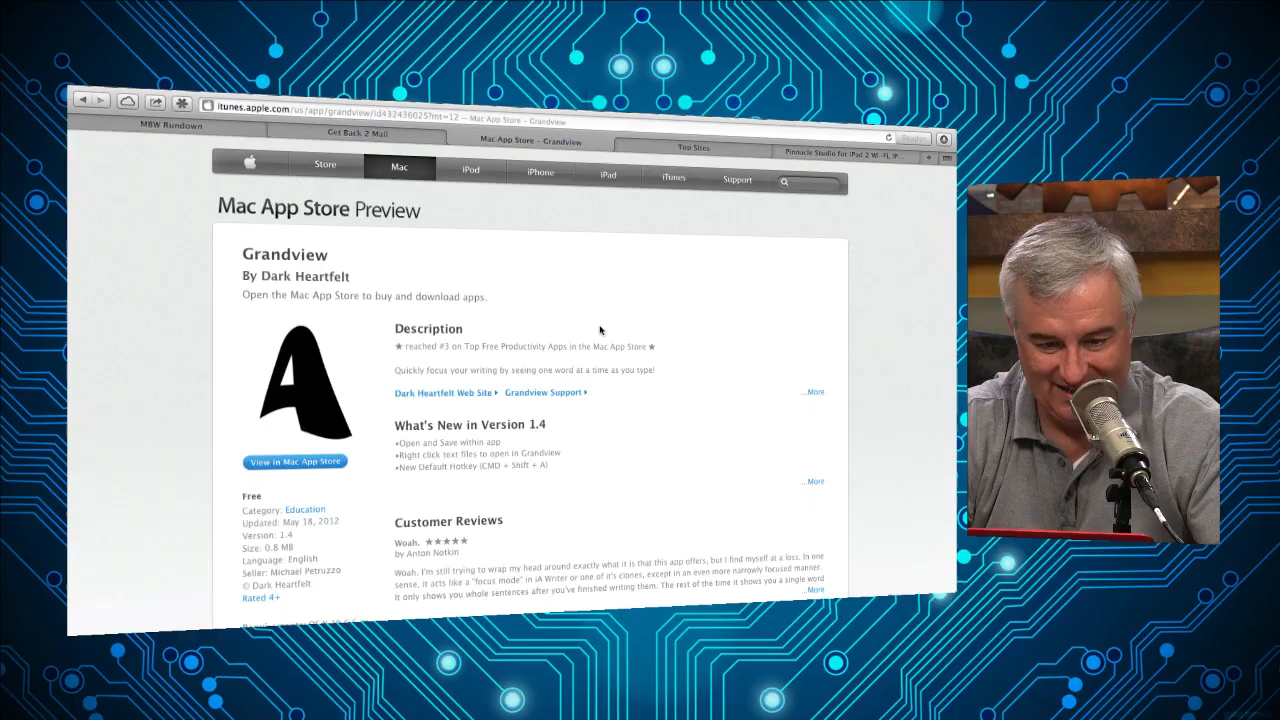 itunes.apple.com/us/app/grandview/id432436025?mt=12 — Mac App Store – Grandview
Reader
MBW Rundown
Get Back 2 Mail
Mac App Store – Grandview
Top Sites
Pinnacle Studio for iPad 2 Wi-Fi, iP...
Store
Mac
iPod
iPhone
iPad
iTunes
Support
Mac App Store Preview
Grandview
By Dark Heartfelt
Open the Mac App Store to buy and download apps.
Description
★ reached #3 on Top Free Productivity Apps in the Mac App Store ★
Quickly focus your writing by seeing one word at a time as you type!
Dark Heartfelt Web Site
Grandview Support
...More
What's New in Version 1.4
•Open and Save within app
•Right click text files to open in Grandview
•New Default Hotkey (CMD + Shift + A)
...More
View in Mac App Store
Free
Category: Education
Updated: May 18, 2012
Version: 1.4
Size: 0.8 MB
Language: English
Seller: Michael Petruzzo
© Dark Heartfelt
Rated 4+
Customer Reviews
Woah. ★★★★★
by Anton Notkin
Woah. I'm still trying to wrap my head around exactly what it is that this app offers, but I find myself at a loss. In one
sense, it acts like a "focus mode" in iA Writer or one of it's clones, except in an even more narrowly focused manner.
It only shows you whole sentences after you've finished writing them. The rest of the time it shows you a single word
...More